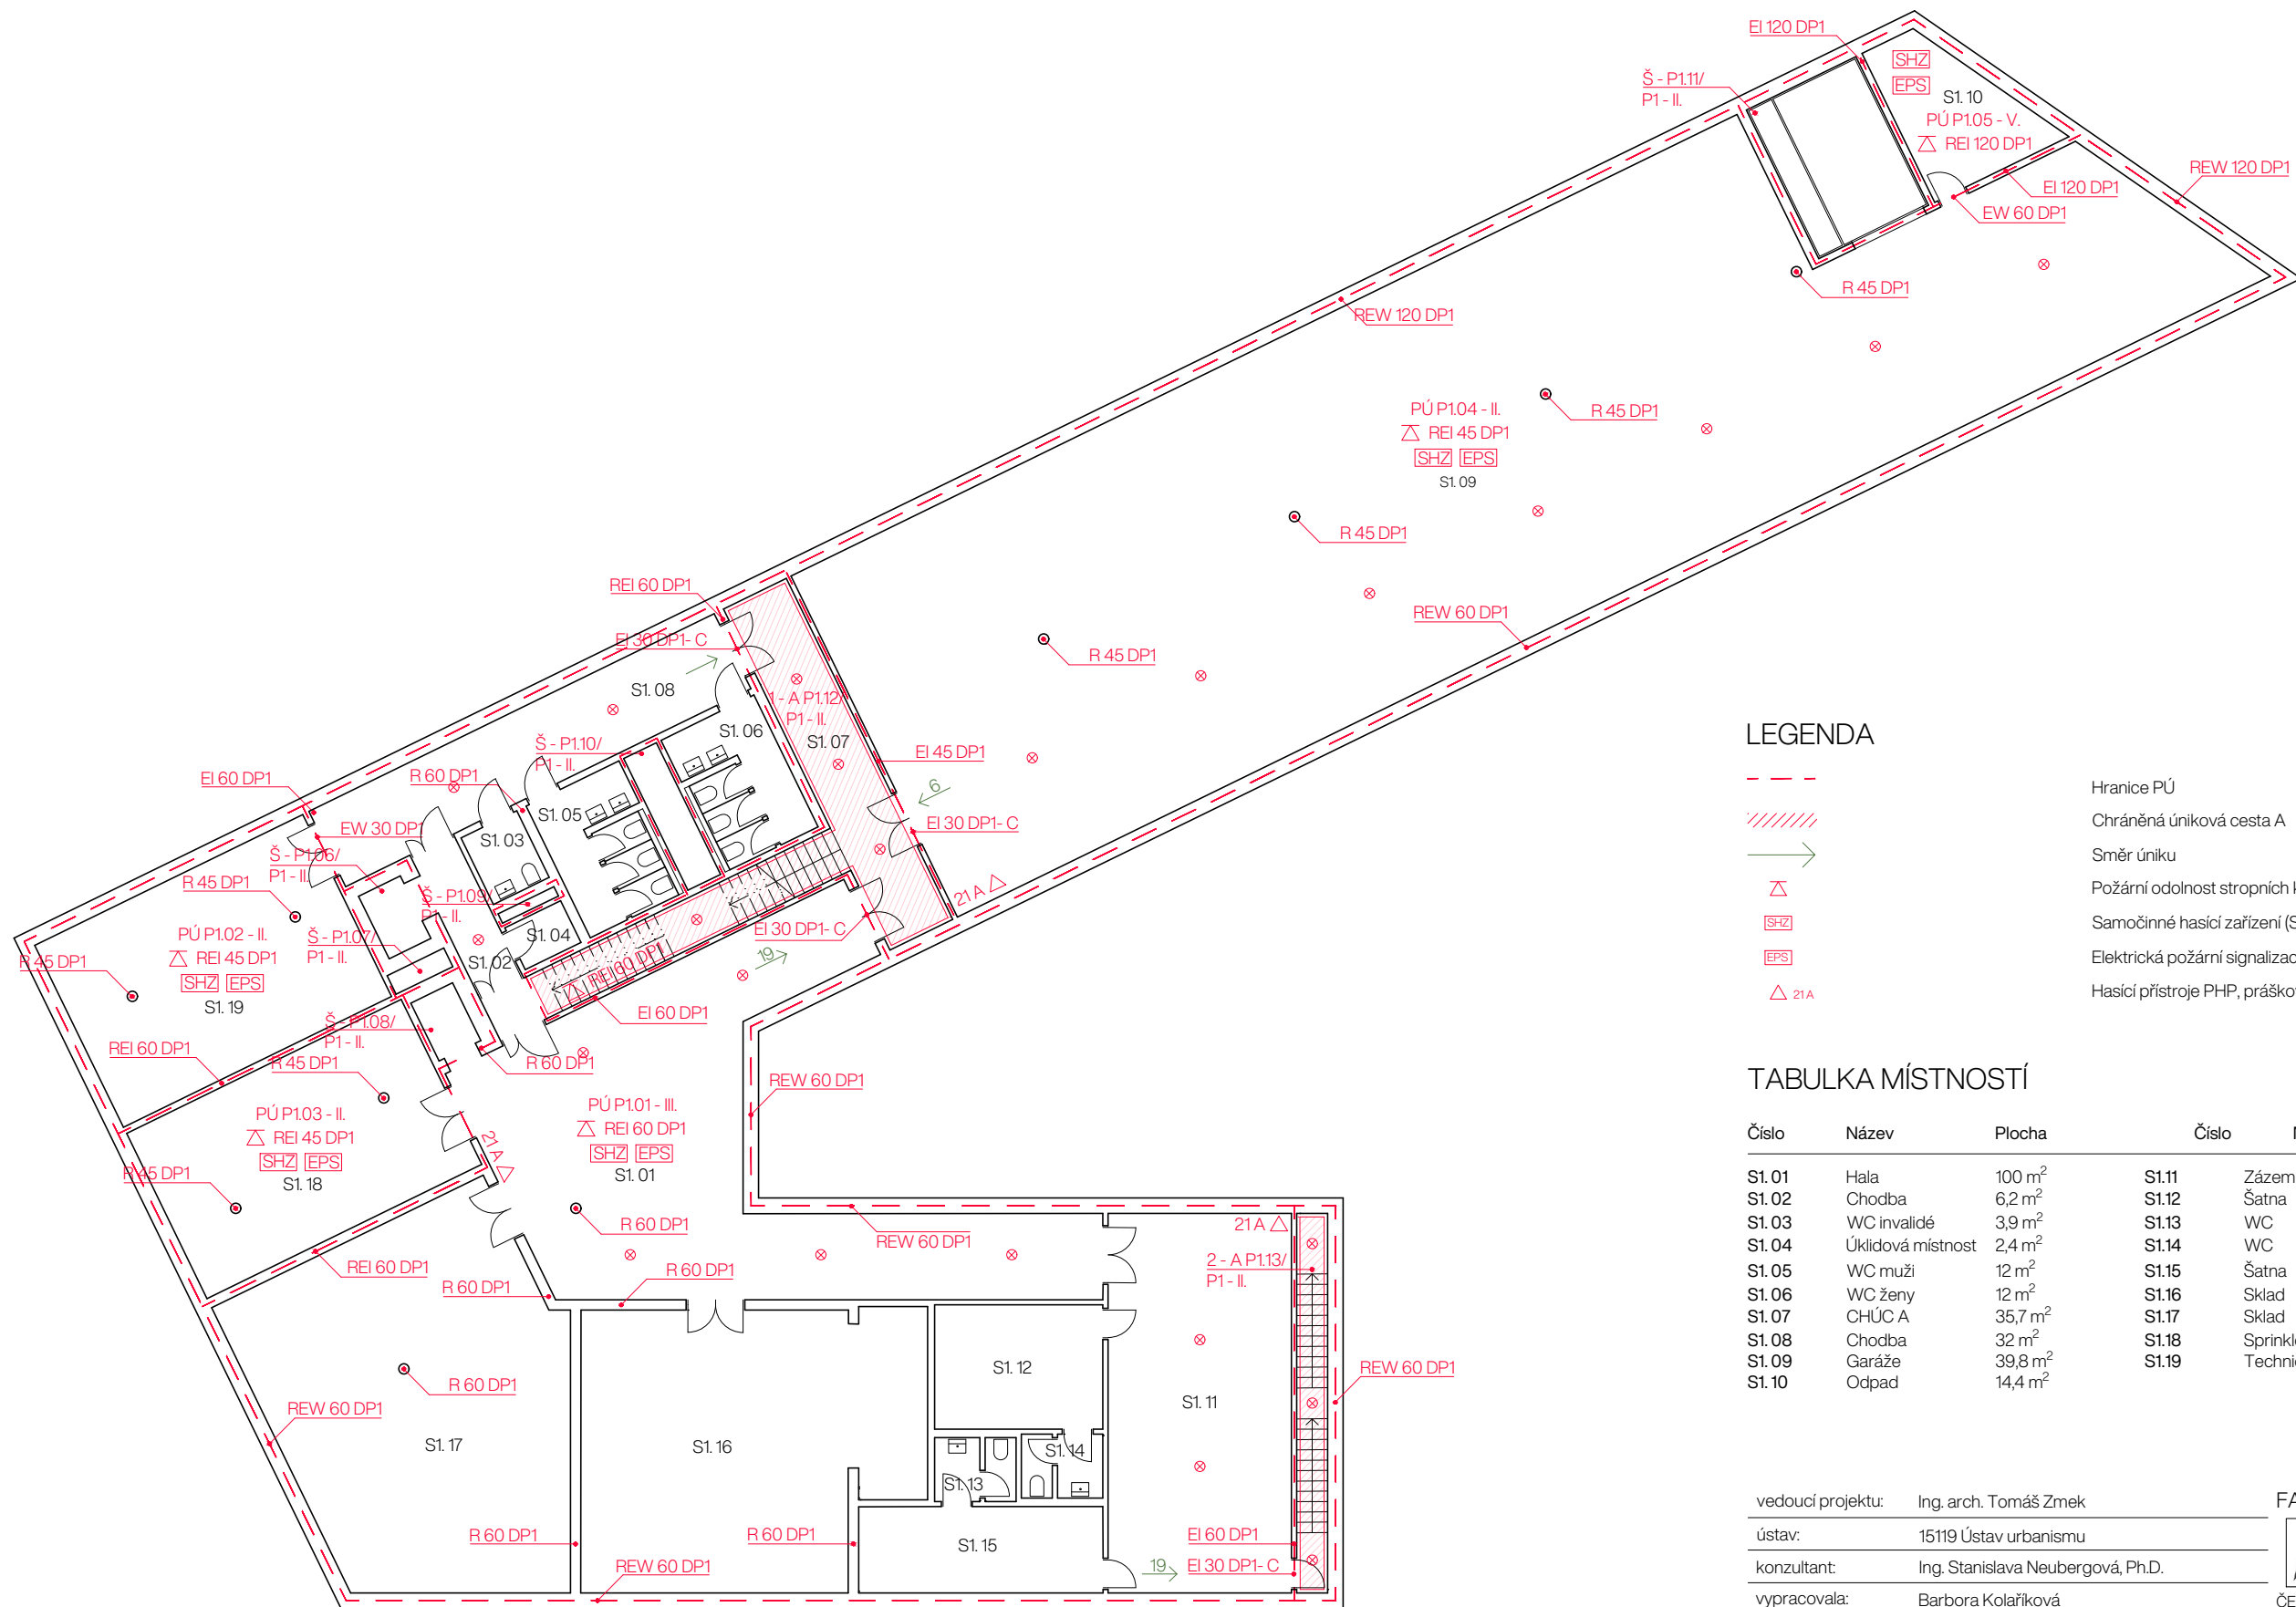 EI 120 DP1
SHZ
EPS
S1. 10
PÚ P1.05 - V.
REI 120 DP1
Š - P1.11/
P1 - II.
REW 120 DP1
EI 120 DP1
EW 60 DP1
R 45 DP1
REW 120 DP1
R 45 DP1
PÚ P1.04 - II.
REI 45 DP1
SHZ EPS
S1. 09
R 45 DP1
REW 60 DP1
R 45 DP1
REI 60 DP1
EI 30 DP1- C
S1. 08
1 - A P1.12/
P1 - II.
S1. 06
S1. 07
Š - P1.10/
P1 - II.
EI 45 DP1
6
EI 30 DP1- C
EI 60 DP1
R 60 DP1
S1. 05
EW 30 DP1
S1. 03
Š - P1.06/
P1 - II.
R 45 DP1
Š - P1.09/
P1 - II.
21 A
PÚ P1.02 - II.
REI 45 DP1
SHZ EPS
S1. 19
Š - P1.07/
P1 - II.
S1. 04
S1. 02
EI 30 DP1- C
19
R 45 DP1
REI 60 DP1
EI 60 DP1
Š - P1.08/
P1 - II.
REI 60 DP1
R 45 DP1
R 60 DP1
REW 60 DP1
PÚ P1.03 - II.
REI 45 DP1
SHZ EPS
S1. 18
PÚ P1.01 - III.
REI 60 DP1
SHZ EPS
S1. 01
21 A
R 45 DP1
R 60 DP1
REW 60 DP1
21 A
REI 60 DP1
R 60 DP1
R 60 DP1
2 - A P1.13/
P1 - II.
S1. 12
REW 60 DP1
R 60 DP1
REW 60 DP1
S1. 11
S1. 17
S1. 16
S1. 14
S1. 13
R 60 DP1
R 60 DP1
S1. 15
EI 60 DP1
REW 60 DP1
19
EI 30 DP1- C
LEGENDA
Hranice PÚ
Chráněná úniková cesta A
Směr úniku
Požární odolnost stropních
SHZ Samočinné hasící zařízení
EPS Elektrická požární
21 A Hasící přístroje PHP,
TABULKA MÍSTNOSTÍ
Číslo Název Plocha Číslo
S1. 01 Hala 100 m² S1.11
S1. 02 Chodba 6,2 m² S1.12 Šatna
S1. 03 WC invalidé 3,9 m² S1.13 WC
S1. 04 Úklidová místnost 2,4 m² S1.14 WC
S1. 05 WC muži 12 m² S1.15 Šatna
S1. 06 WC ženy 12 m² S1.16 Sklad
S1. 07 CHÚC A 35,7 m² S1.17 Sklad
S1. 08 Chodba 32 m² S1.18
S1. 09 Garáže 39,8 m² S1.19
S1. 10 Odpad 14,4 m²
vedoucí projektu: Ing. arch. Tomáš Zmek
ústav: 15119 Ústav urbanismu
konzultant: Ing. Stanislava Neubergová, Ph.D.
vypracovala: Barbora Kolaříková